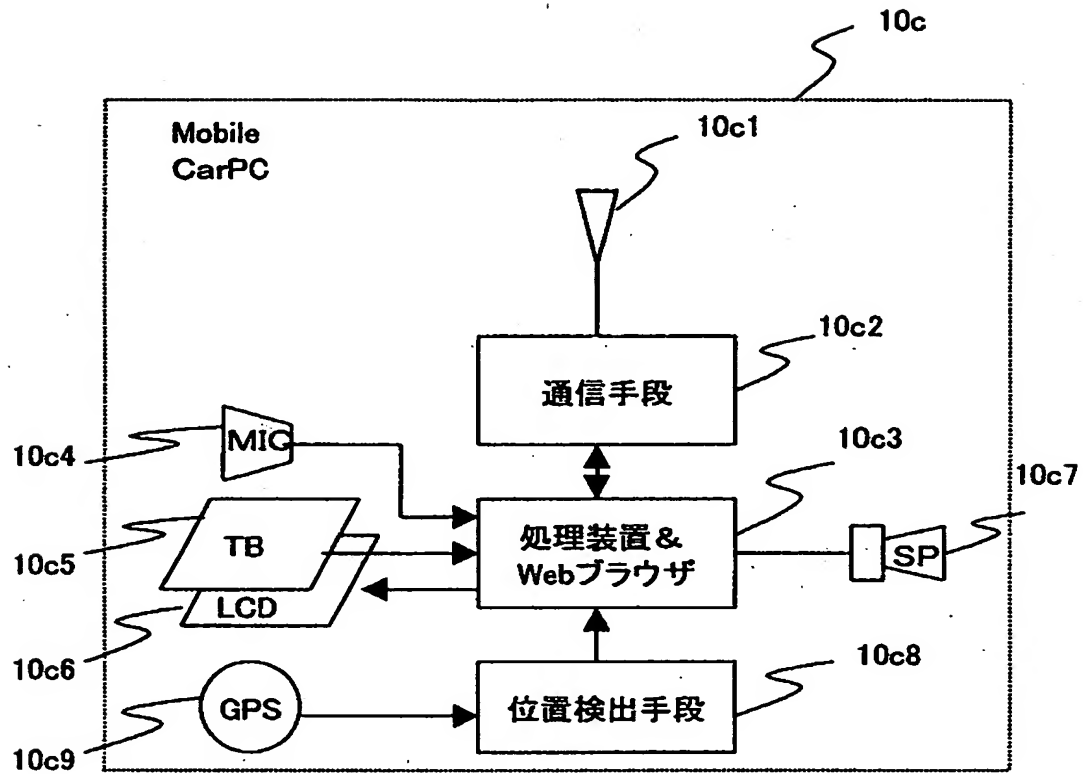 10c
Mobile
CarPC
10c1
10c2
通信手段
MIC
10c4
10c3
10c7
処理装置&
Webブラウザ
TB
SP
10c5
LCD
10c6
10c8
GPS
位置検出手段
10c9